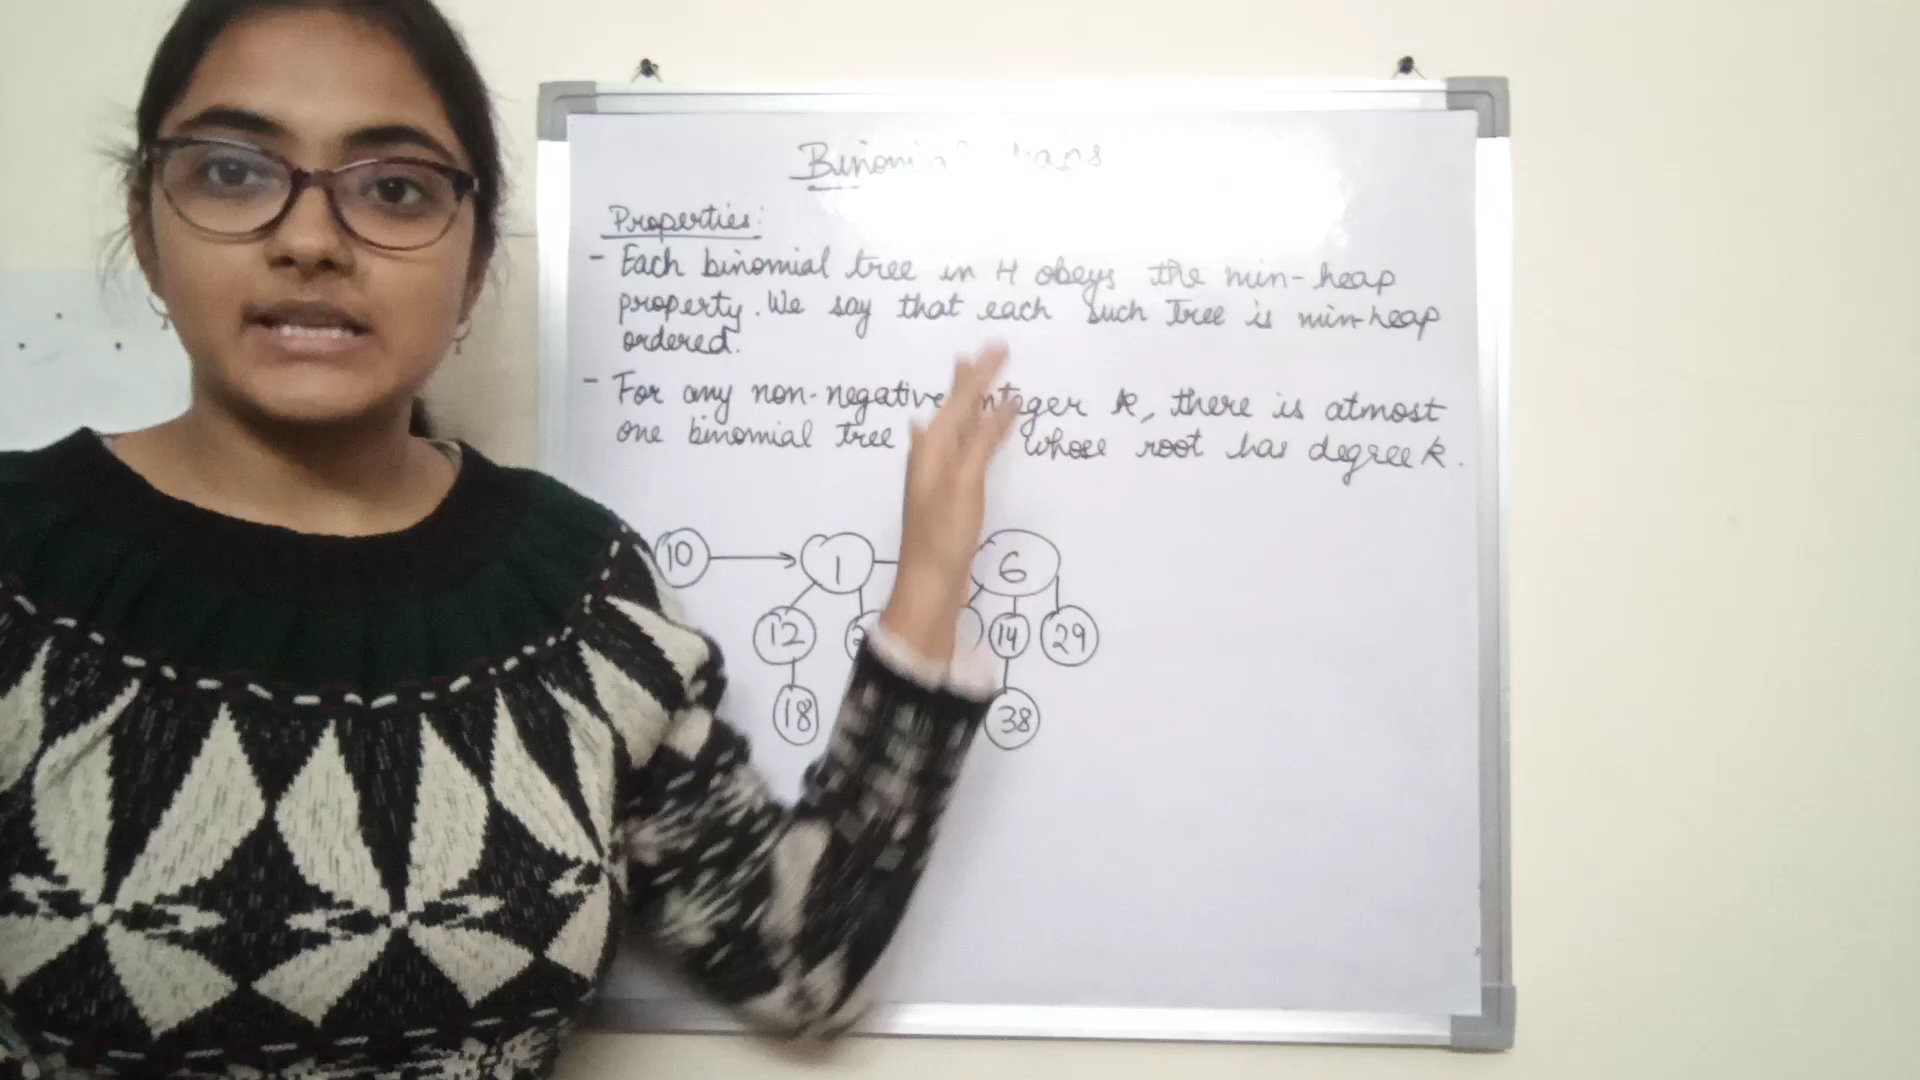 Binomial Heaps
Properties:
- Each binomial tree in H obeys the min-heap
property. We say that each such Tree is min-heap
ordered.
- For any non-negative integer k, there is atmost
one binomial tree whose root has degree k.
10 1 6
12 14 29
18 38